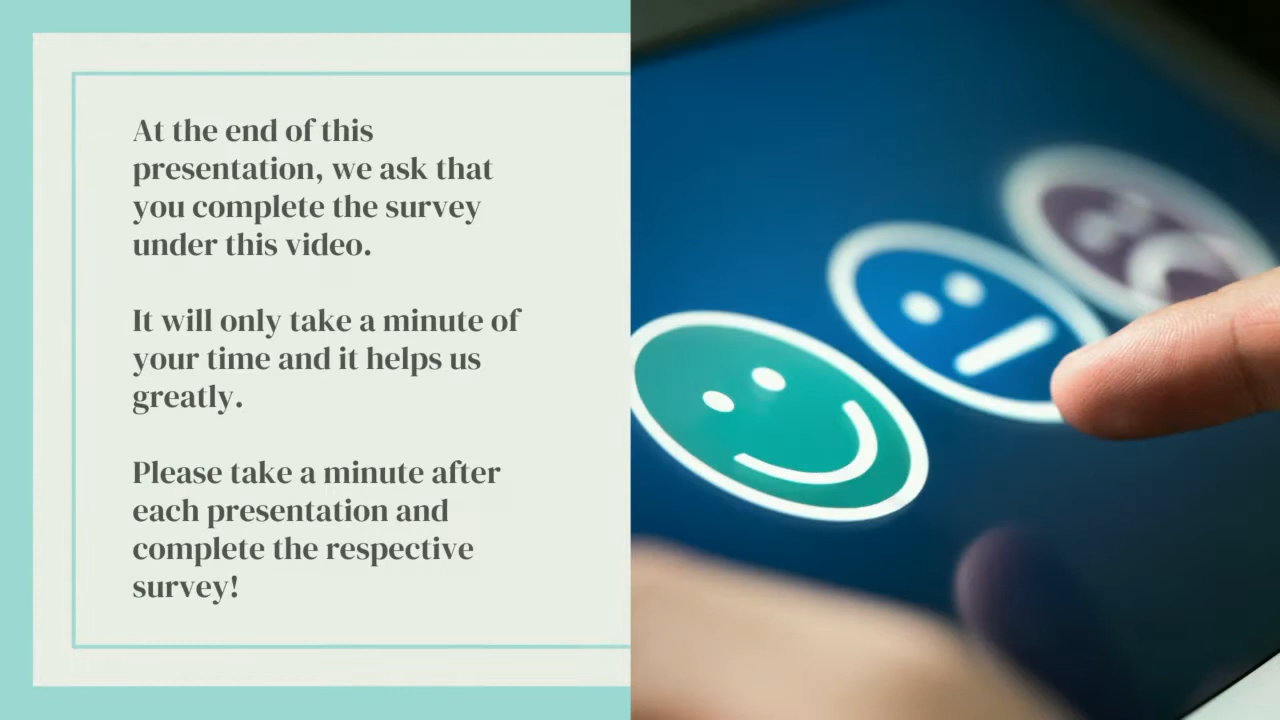 At the end of this
presentation, we ask that
you complete the survey
under this video.
It will only take a minute of
your time and it helps us
greatly.
Please take a minute after
each presentation and
complete the respective
survey!